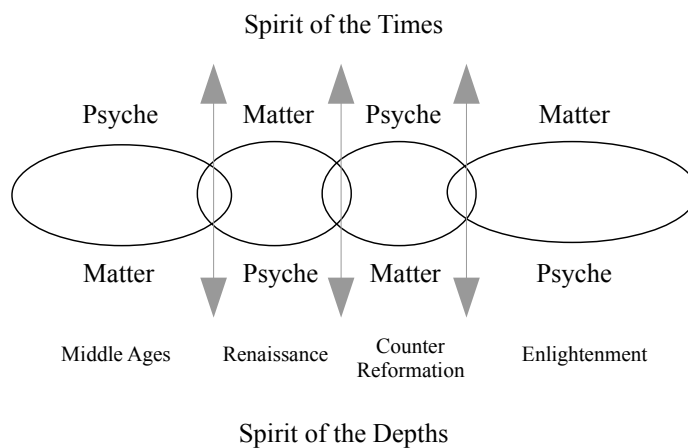 Spirit of the Times
Psyche Matter Psyche Matter
Matter Psyche Matter Psyche
Middle Ages Renaissance Counter Reformation Enlightenment
Spirit of the Depths